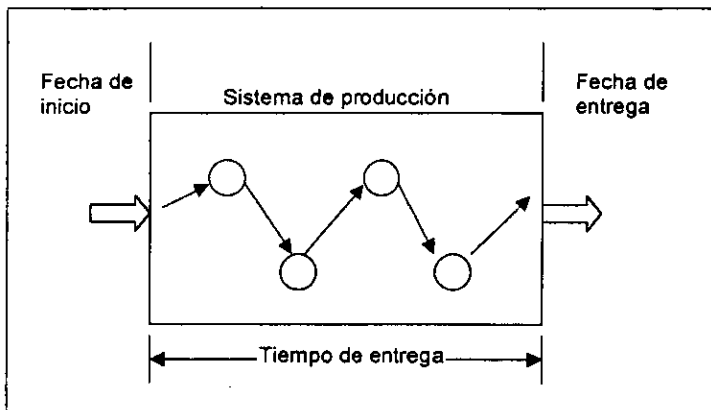 Fecha de
inicio
Sistema de producción
Fecha de
entrega
Tiempo de entrega